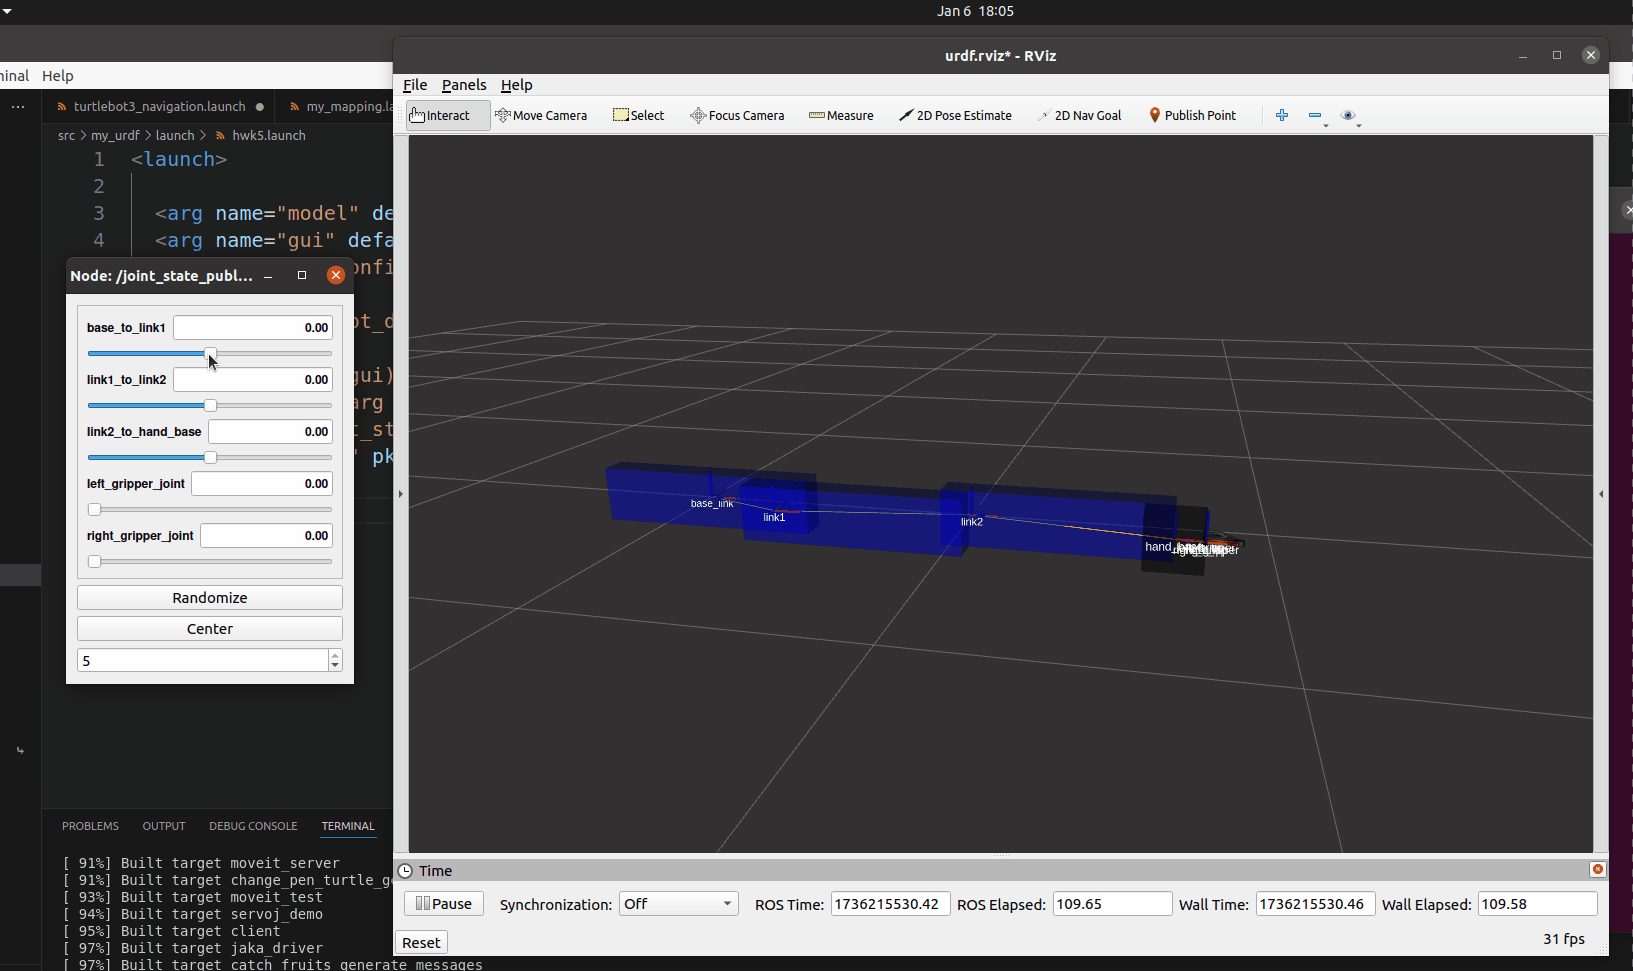 Jan 6 18:05
urdf.rviz* - RViz
minal Help
File Panels Help
turtlebot3_navigation.launch
my_mapping.la
Interact Move Camera Select Focus Camera Measure 2D Pose Estimate 2D Nav Goal Publish Point
src > my_urdf > launch > hwk5.launch
1 <launch>
2
3 <arg name="model" de
4 <arg name="gui" defa
onfi
ot_d
gui)
arg
t_st
" pk
Node: /joint_state_publ...
base_to_link1 0.00
link1_to_link2 0.00
link2_to_hand_base 0.00
left_gripper_joint 0.00
right_gripper_joint 0.00
Randomize
Center
5
base_link
link1
link2
hand_
PROBLEMS OUTPUT DEBUG CONSOLE TERMINAL
[ 91%] Built target moveit_server
[ 91%] Built target change_pen_turtle_g
[ 93%] Built target moveit_test
[ 94%] Built target servoj_demo
[ 95%] Built target client
[ 97%] Built target jaka_driver
[ 97%] Built target catch_fruits_generate_messages
Time
Pause Synchronization: Off ROS Time: 1736215530.42 ROS Elapsed: 109.65 Wall Time: 1736215530.46 Wall Elapsed: 109.58
Reset
31 fps